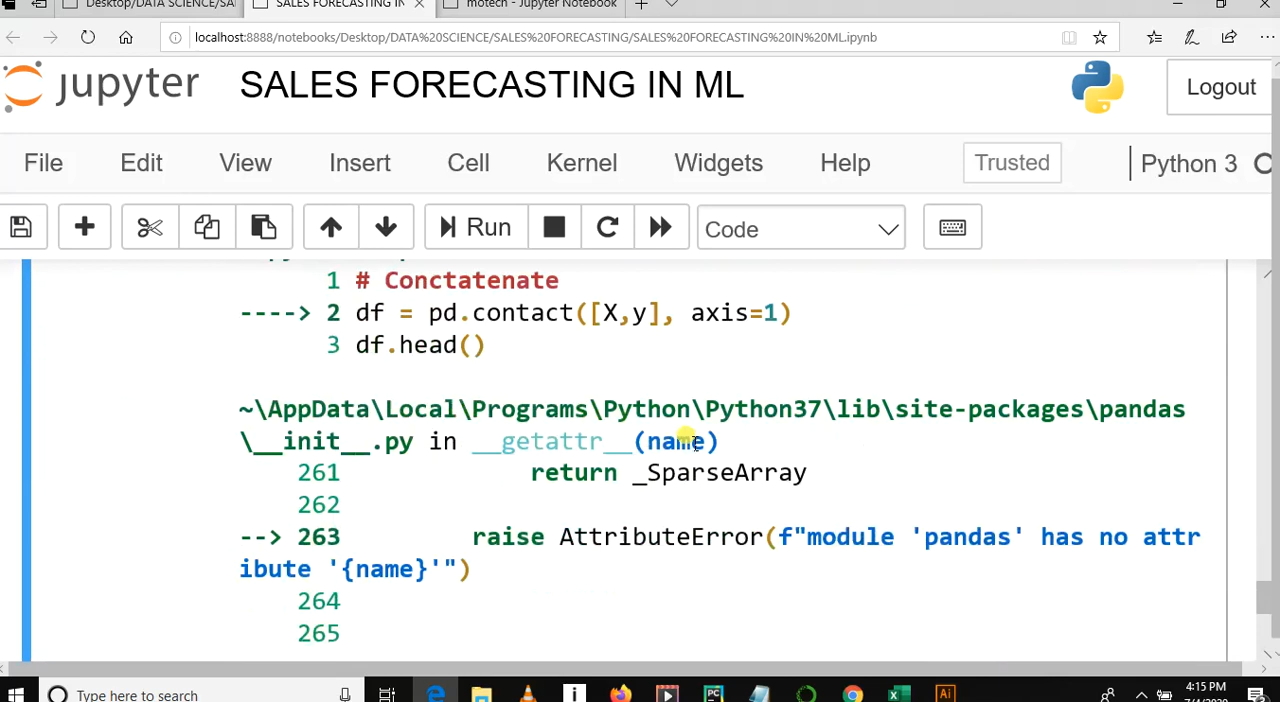 Desktop/DATA SCIENCE/SA
SALES FORECASTING IN
motech - Jupyter Notebook
localhost:8888/notebooks/Desktop/DATA%20SCIENCE/SALES%20FORECASTING/SALES%20FORECASTING%20IN%20ML.ipynb
jupyter
SALES FORECASTING IN ML
Logout
File Edit View Insert Cell Kernel Widgets Help Trusted Python 3
Run Code
1 # Conctatenate
----> 2 df = pd.contact([X,y], axis=1)
3 df.head()
~\AppData\Local\Programs\Python\Python37\lib\site-packages\pandas
\__init__.py in __getattr__(name)
261 return _SparseArray
262
--> 263 raise AttributeError(f"module 'pandas' has no attr
ibute '{name}'")
264
265
Type here to search
4:15 PM